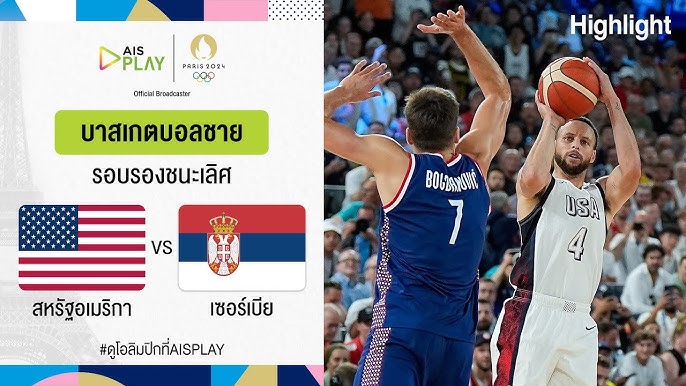 AIS
PLAY
PARIS 2024
Official Broadcaster
บาสเกตบอลชาย
รอบรองชนะเลิศ
VS
สหรัฐอเมริกา
เซอร์เบีย
#ดูโอลิมปิกที่AISPLAY
Highlight
BOGDANOVIĆ
7
USA
4